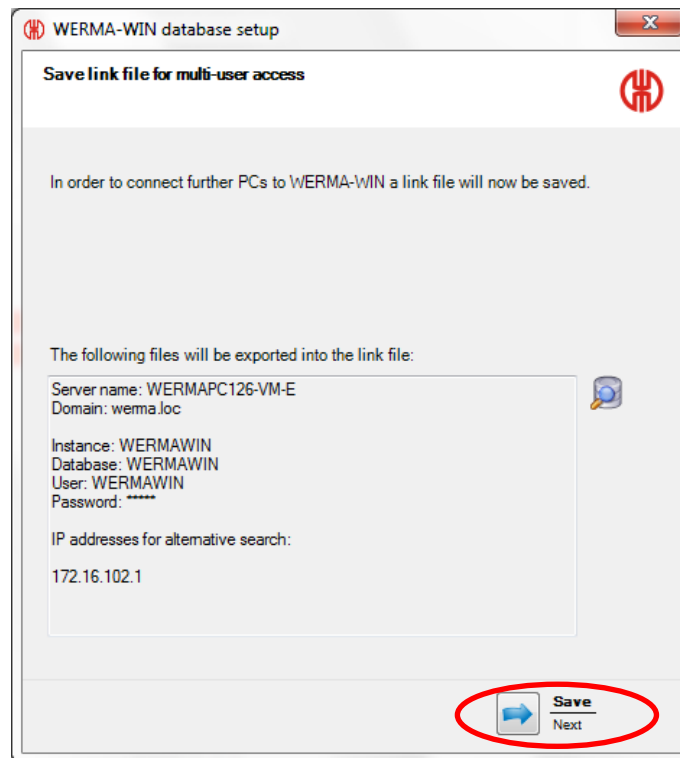 WERMA-WIN database setup
Save link file for multi-user access
In order to connect further PCs to WERMA-WIN a link file will now be saved.
The following files will be exported into the link file:
Server name: WERMAPC126-VM-E
Domain: werma.loc
Instance: WERMAWIN
Database: WERMAWIN
User: WERMAWIN
Password: *****
IP addresses for alternative search:
172.16.102.1
Save
Next